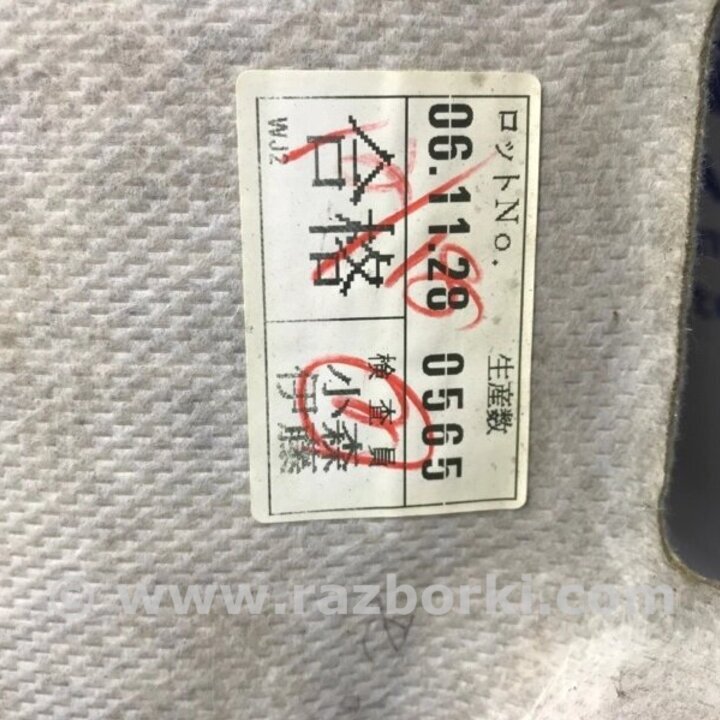 ロットNo. 生産数
06.11.28 0565
合格 検査員
小森
伊藤
WJ2
© www.razborki.com